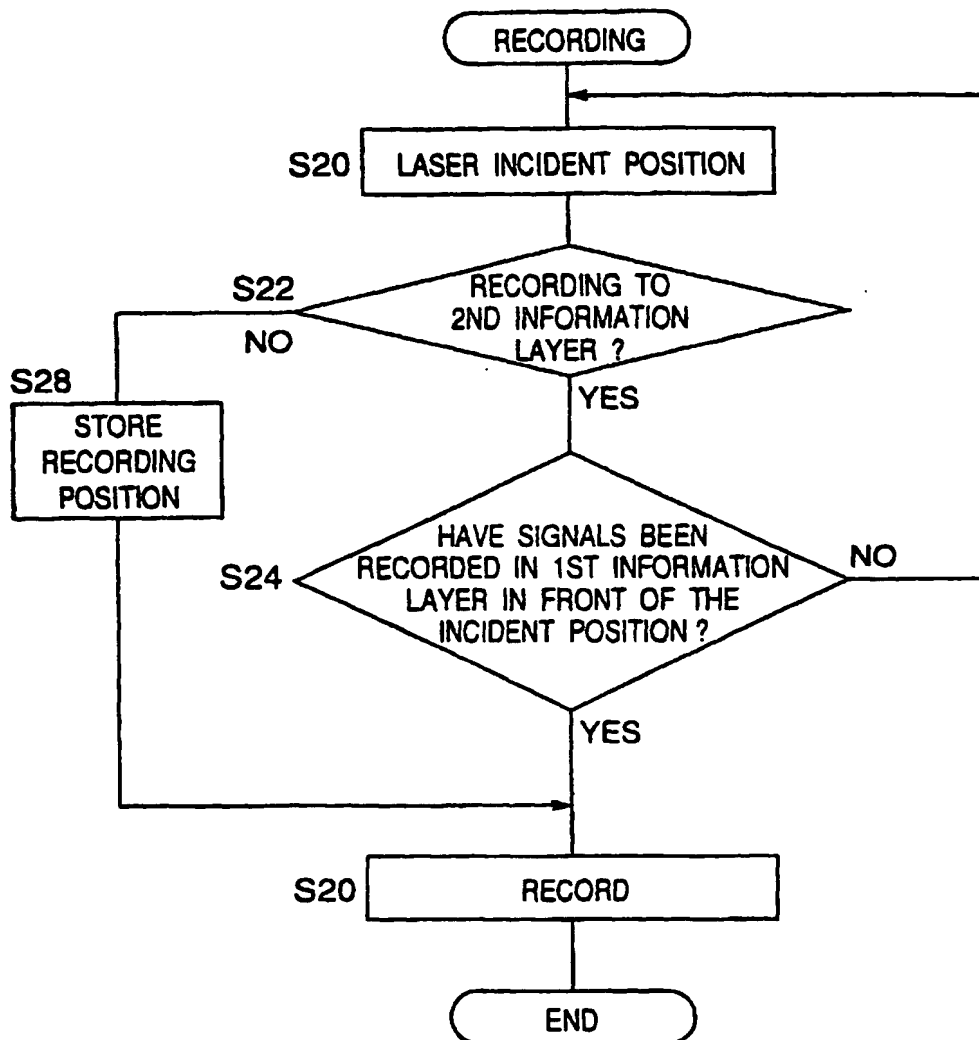 RECORDING
S20
LASER INCIDENT POSITION
S22
RECORDING TO
2ND INFORMATION
LAYER ?
NO
YES
S28
STORE
RECORDING
POSITION
S24
HAVE SIGNALS BEEN
RECORDED IN 1ST INFORMATION
LAYER IN FRONT OF THE
INCIDENT POSITION ?
NO
YES
S20
RECORD
END